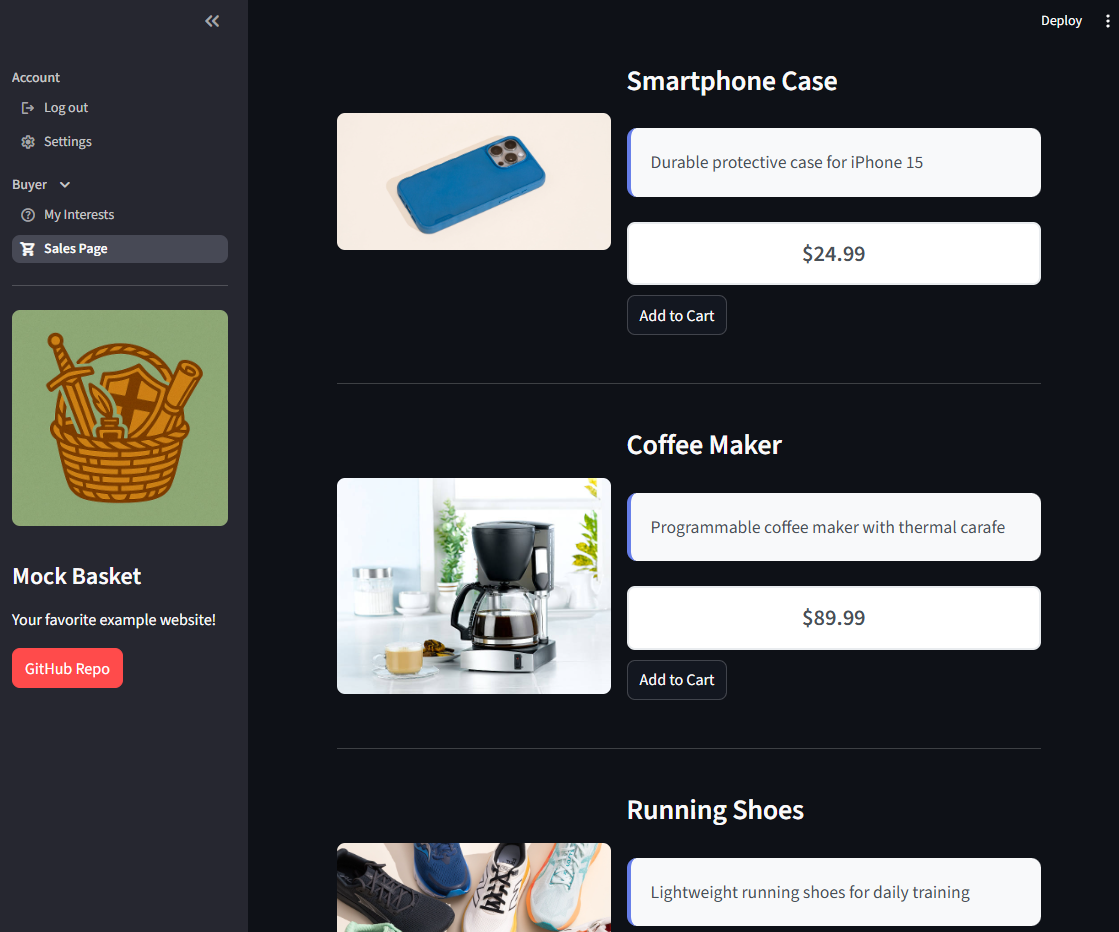 Deploy
Account
Log out
Settings
Buyer
My Interests
Sales Page
Mock Basket
Your favorite example website!
GitHub Repo
Smartphone Case
Durable protective case for iPhone 15
$24.99
Add to Cart
Coffee Maker
Programmable coffee maker with thermal carafe
$89.99
Add to Cart
Running Shoes
Lightweight running shoes for daily training